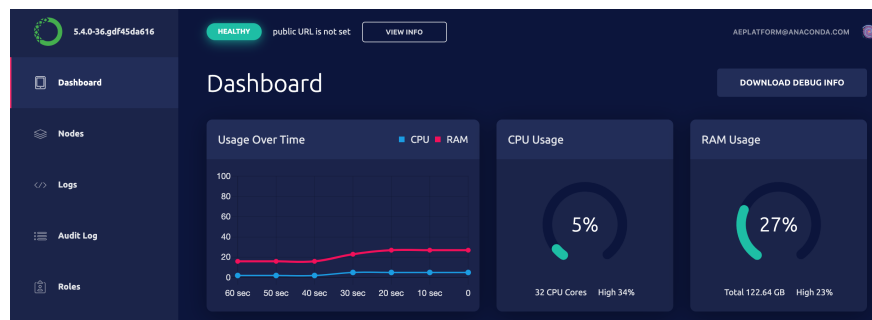 5.4.0-36.gdf45da616
HEALTHY public URL is not set VIEW INFO
AEPLATFORM@ANACONDA.COM
Dashboard
Nodes
Logs
Audit Log
Roles
Dashboard
DOWNLOAD DEBUG INFO
Usage Over Time CPU RAM
100
80
60
40
20
0
60 sec 50 sec 40 sec 30 sec 20 sec 10 sec 0
CPU Usage
5%
32 CPU Cores High 34%
RAM Usage
27%
Total 122.64 GB High 23%